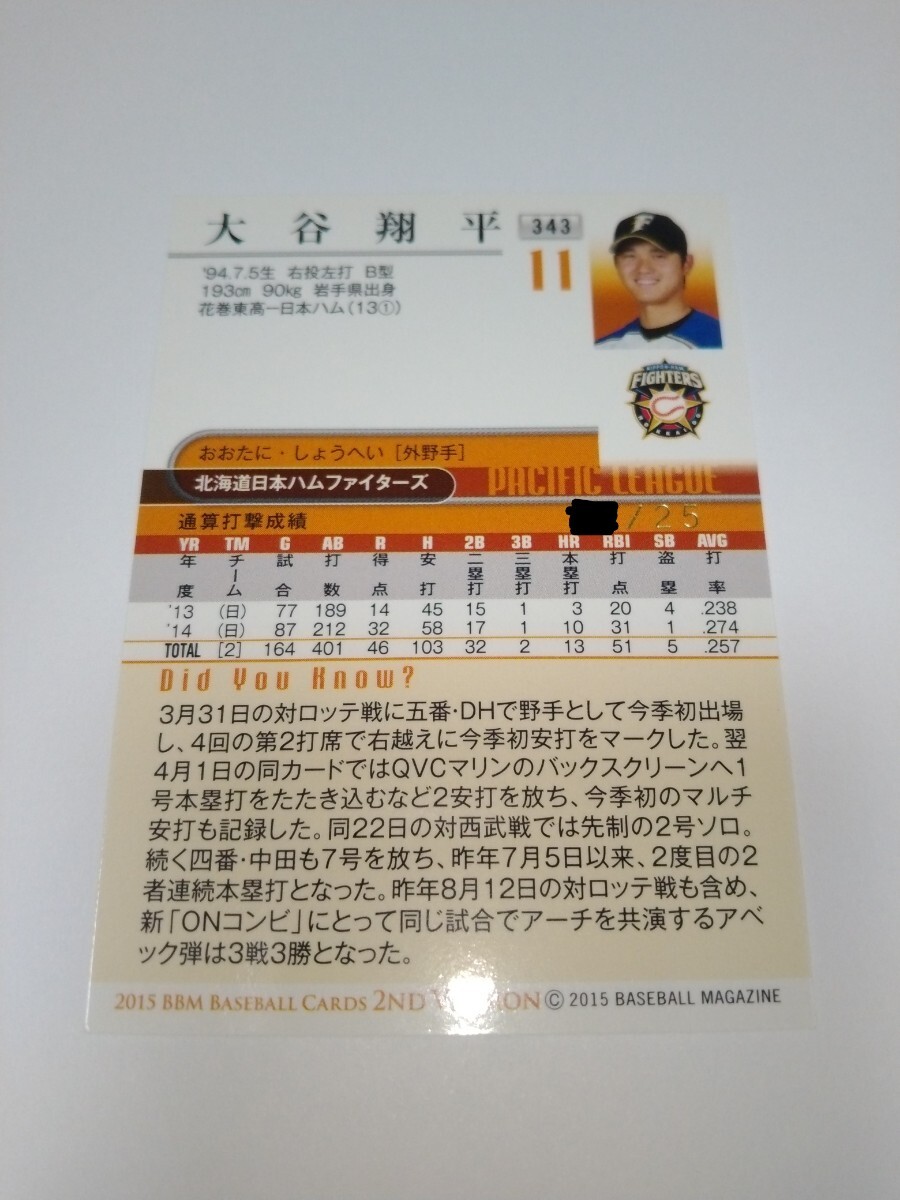 大谷翔平 343
'94.7.5生 右投左打 B型 11
193cm 90kg 岩手県出身
花巻東高ー日本ハム(13①)
F
FIGHTERS
おおたに・しょうへい [外野手]
北海道日本ハムファイターズ PACIFIC LEAGUE
通算打撃成績 /25
YR TM G AB R H 2B 3B HR RBI SB AVG
年度 チーム 試合 打数 得点 安打 二塁打 三塁打 本塁打 打点 盗塁 打率
'13 (日) 77 189 14 45 15 1 3 20 4 .238
'14 (日) 87 212 32 58 17 1 10 31 1 .274
TOTAL [2] 164 401 46 103 32 2 13 51 5 .257
Did You Know?
3月31日の対ロッテ戦に五番・DHで野手として今季初出場
し、4回の第2打席で右越えに今季初安打をマークした。翌
4月1日の同カードではQVCマリンのバックスクリーンへ1
号本塁打をたたき込むなど2安打を放ち、今季初のマルチ
安打も記録した。同22日の対西武戦では先制の2号ソロ。
続く四番・中田も7号を放ち、昨年7月5日以来、2度目の2
者連続本塁打となった。昨年8月12日の対ロッテ戦も含め、
新「ONコンビ」にとって同じ試合でアーチを共演するアベ
ック弾は3戦3勝となった。
2015 BBM BASEBALL CARDS 2ND VERSION © 2015 BASEBALL MAGAZINE